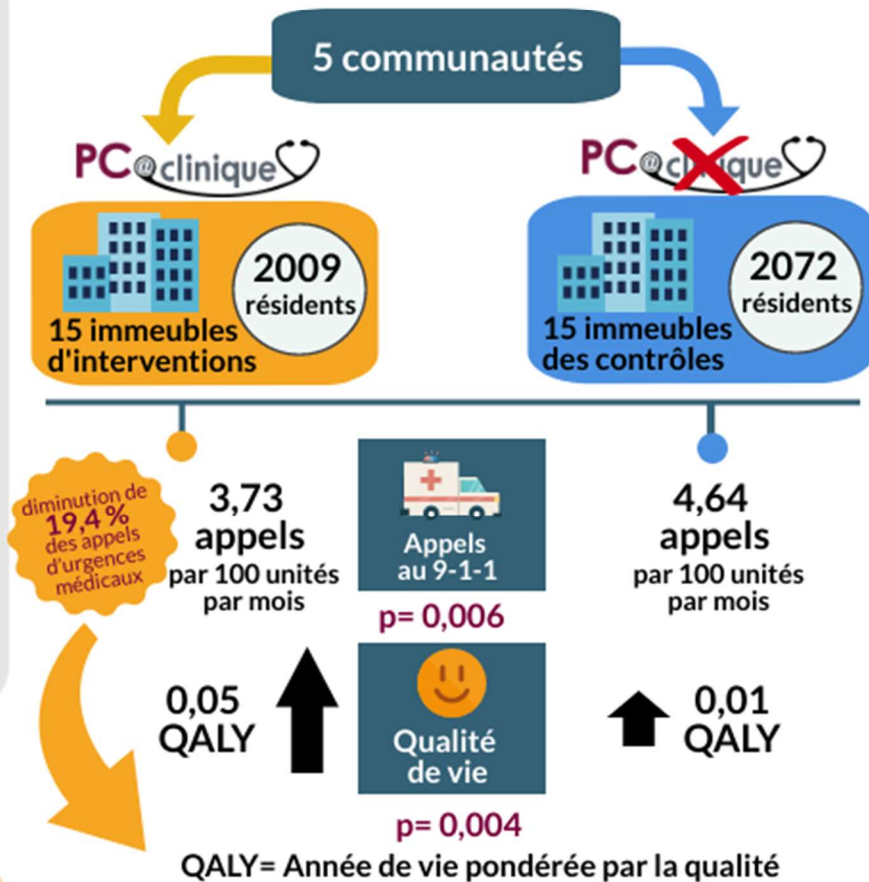 5 communautés
PC@clinique
PC@clinique
2009
résidents
15 immeubles
d'interventions
2072
résidents
15 immeubles
des contrôles
diminution de
19,4 %
des appels
d'urgences
médicaux
3,73
appels
par 100 unités
par mois
Appels
au 9-1-1
p= 0,006
4,64
appels
par 100 unités
par mois
0,05
QALY
Qualité
de vie
p= 0,004
0,01
QALY
QALY= Année de vie pondérée par la qualité